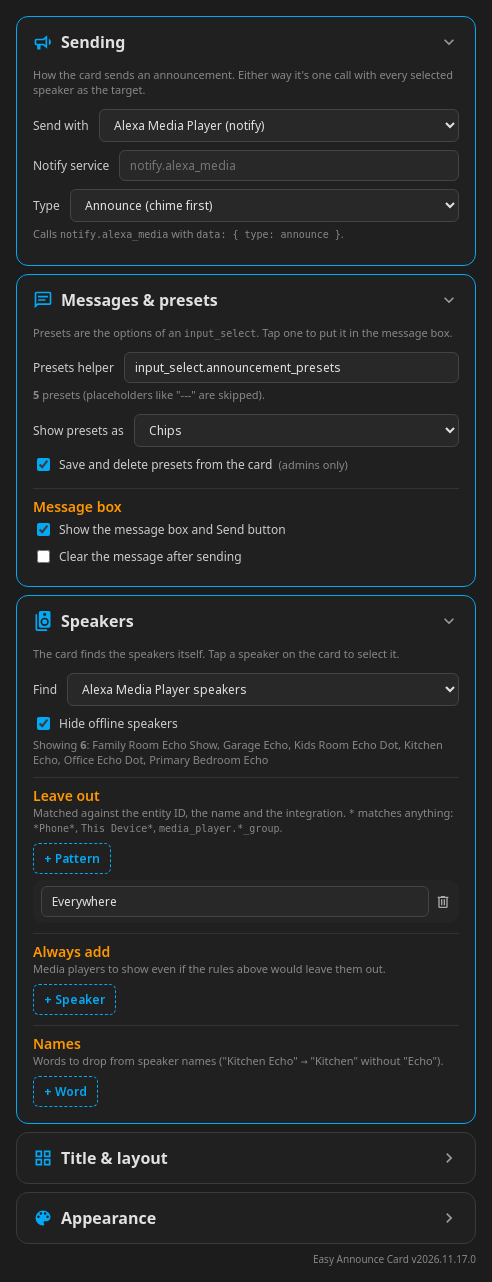 Sending
How the card sends an announcement. Either way it's one call with every selected
speaker as the target.
Send with Alexa Media Player (notify)
Notify service notify.alexa_media
Type Announce (chime first)
Calls notify.alexa_media with data: { type: announce }.
Messages & presets
Presets are the options of an input_select. Tap one to put it in the message box.
Presets helper input_select.announcement_presets
5 presets (placeholders like "---" are skipped).
Show presets as Chips
Save and delete presets from the card (admins only)
Message box
Show the message box and Send button
Clear the message after sending
Speakers
The card finds the speakers itself. Tap a speaker on the card to select it.
Find Alexa Media Player speakers
Hide offline speakers
Showing 6: Family Room Echo Show, Garage Echo, Kids Room Echo Dot, Kitchen
Echo, Office Echo Dot, Primary Bedroom Echo
Leave out
Matched against the entity ID, the name and the integration. * matches anything:
*Phone*, This Device*, media_player.*_group.
+ Pattern
Everywhere
Always add
Media players to show even if the rules above would leave them out.
+ Speaker
Names
Words to drop from speaker names ("Kitchen Echo" → "Kitchen" without "Echo").
+ Word
Title & layout
Appearance
Easy Announce Card v2026.11.17.0